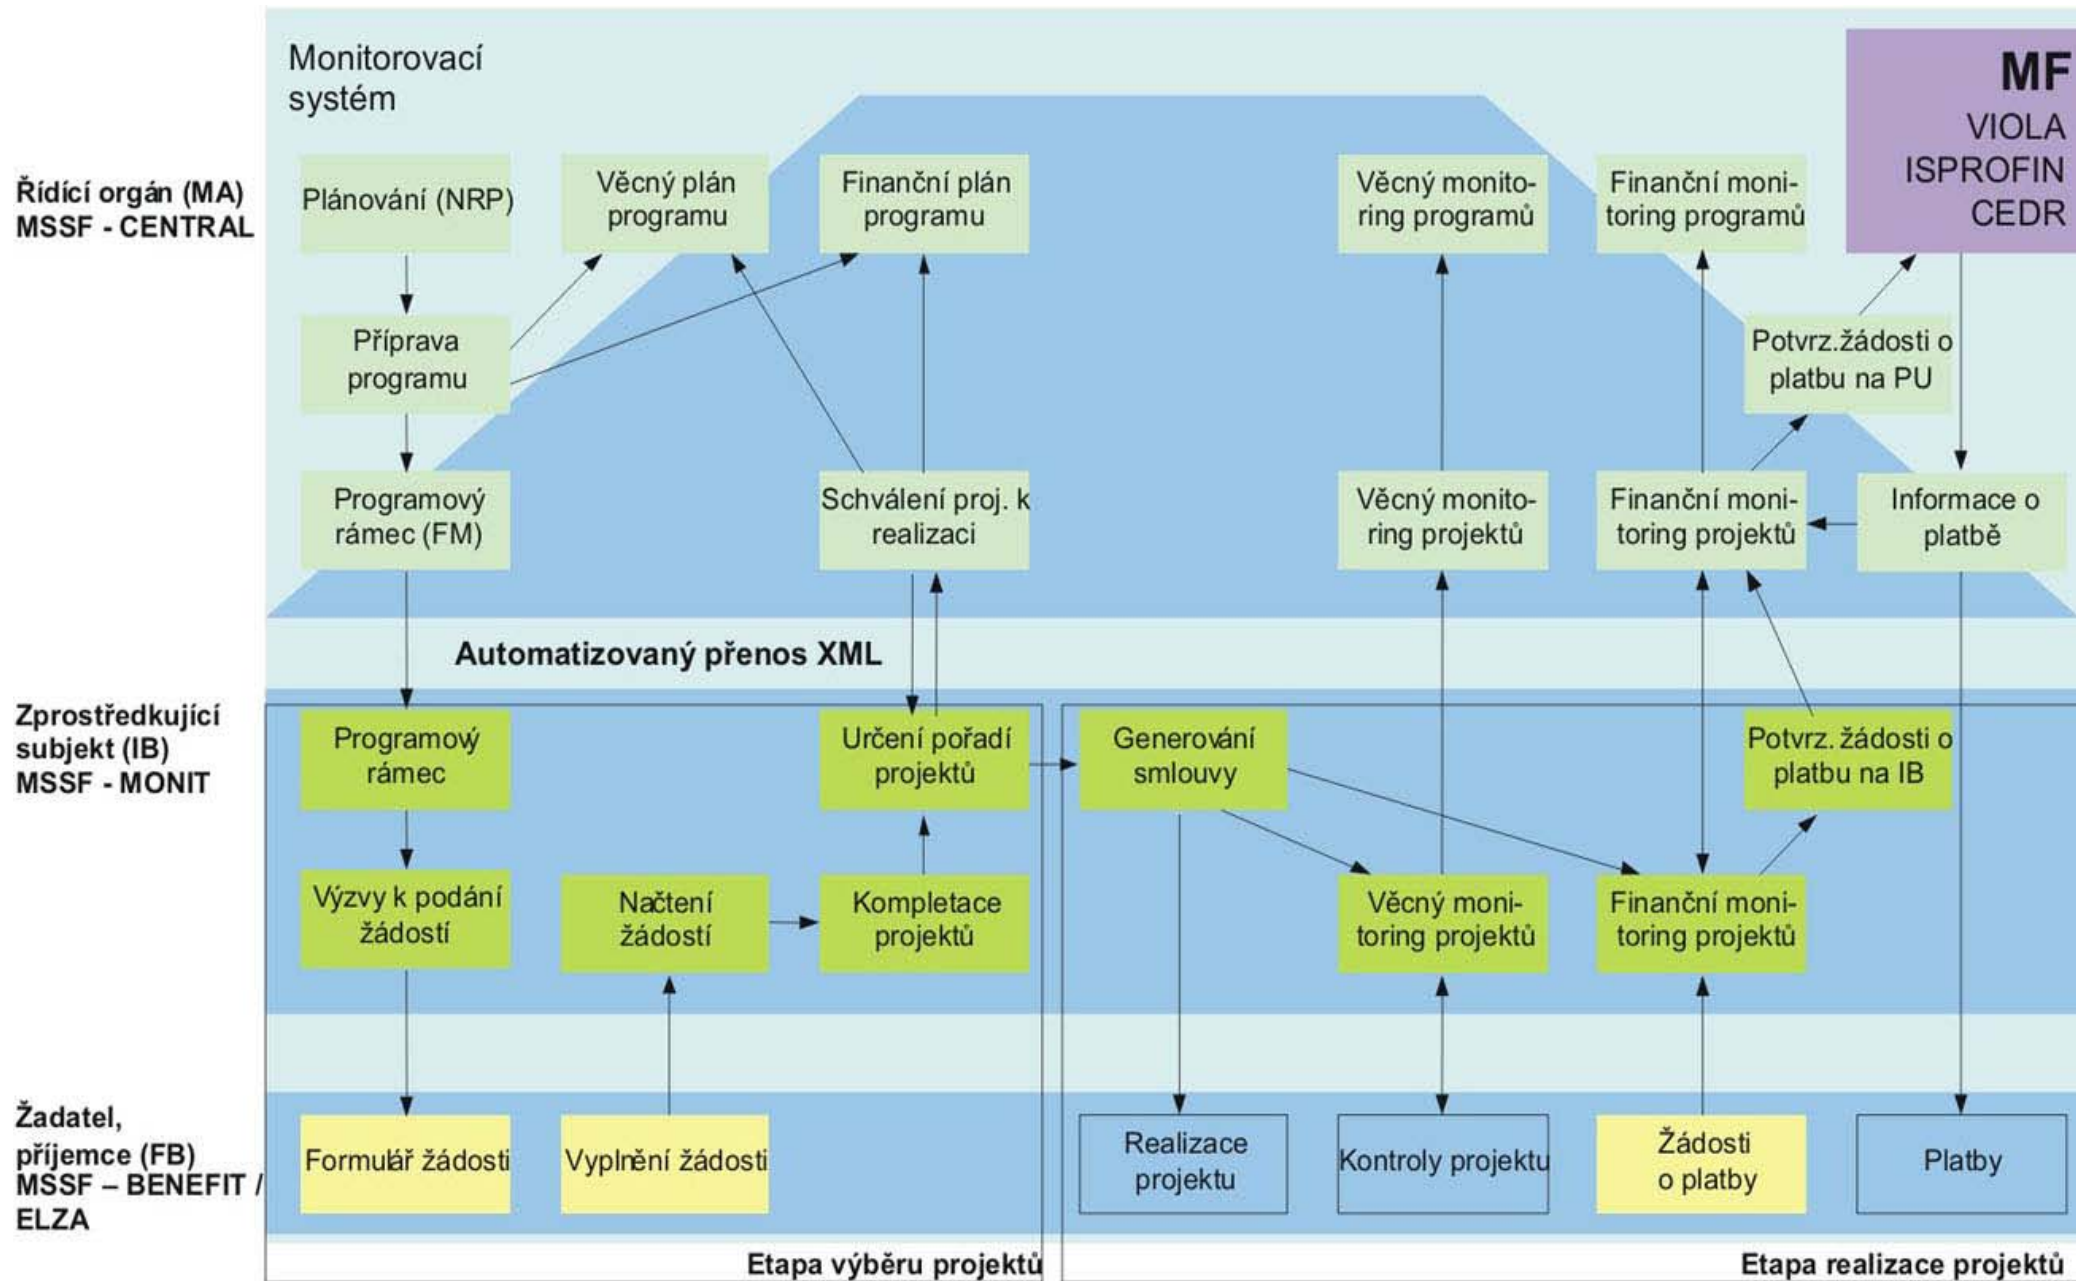 Monitorovací
systém
MF
VIOLA
ISPROFIN
CEDR
Řídící orgán (MA)
MSSF - CENTRAL
Plánování (NRP)
Věcný plán
programu
Finanční plán
programu
Věcný monito-
ring programů
Finanční moni-
toring programů
Příprava
programu
Potvrz.žádosti o
platbu na PU
Programový
rámec (FM)
Schválení proj. k
realizaci
Věcný monito-
ring projektů
Finanční moni-
toring projektů
Informace o
platbě
Automatizovaný přenos XML
Zprostředkující
subjekt (IB)
MSSF - MONIT
Programový
rámec
Určení pořadí
projektů
Generování
smlouvy
Potvrz. žádosti o
platbu na IB
Výzvy k podání
žádostí
Načtení
žádostí
Kompletace
projektů
Věcný moni-
toring projektů
Finanční moni-
toring projektů
Žadatel,
příjemce (FB)
MSSF – BENEFIT /
ELZA
Formulář žádosti
Vyplnění žádosti
Realizace
projektu
Kontroly projektu
Žádosti
o platby
Platby
Etapa výběru projektů
Etapa realizace projektů